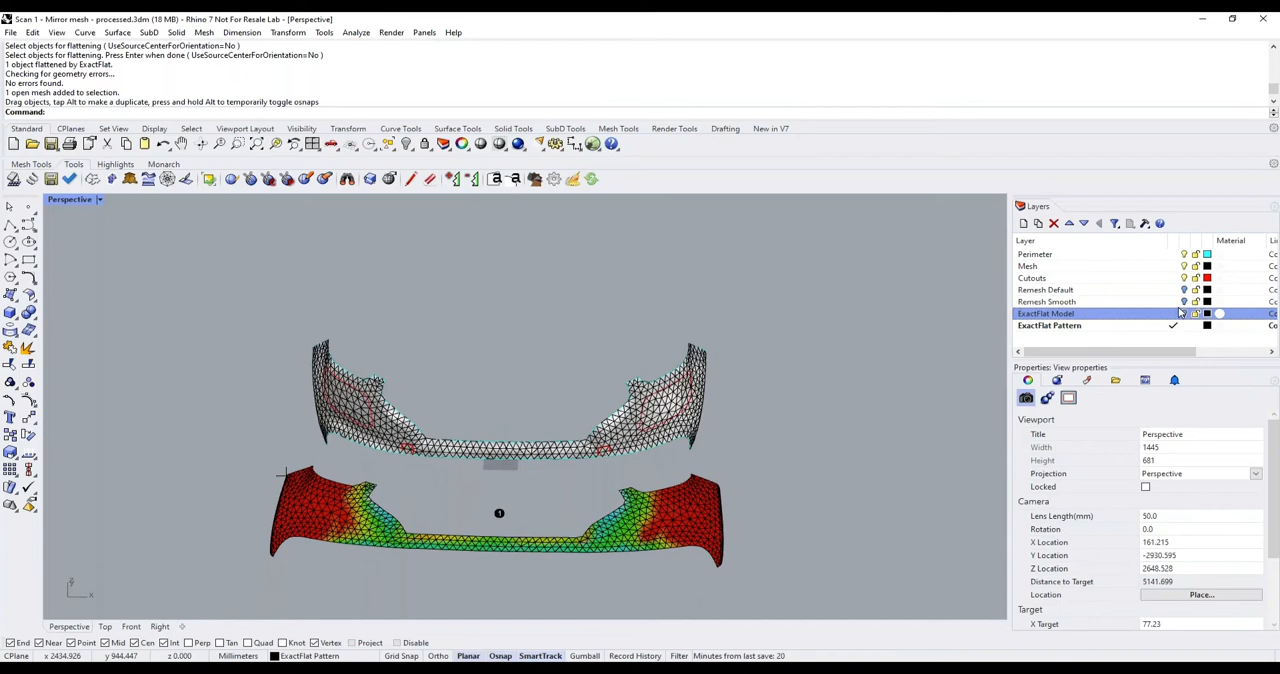 Scan 1 - Mirror mesh - processed.3dm (18 MB) - Rhino 7 Not For Resale Lab - [Perspective]
File Edit View Curve Surface SubD Solid Mesh Dimension Transform Tools Analyze Render Panels Help
Select objects for flattening ( UseSourceCenterForOrientation=No )
Select objects for flattening. Press Enter when done ( UseSourceCenterForOrientation=No )
1 object flattened by ExactFlat.
Checking for geometry errors...
No errors found.
1 open mesh added to selection.
Drag objects, tap Alt to make a duplicate, press and hold Alt to temporarily toggle osnaps
Command:
Standard CPlanes Set View Display Select Viewport Layout Visibility Transform Curve Tools Surface Tools Solid Tools SubD Tools Mesh Tools Render Tools Drafting New in V7
Mesh Tools Tools Highlights Monarch
Perspective
Layers
Layer Material Li
Perimeter Co
Mesh Co
Cutouts Co
Remesh Default Co
Remesh Smooth Co
ExactFlat Model Co
ExactFlat Pattern Co
Properties: View properties
Viewport
Title Perspective
Width 1445
Height 681
Projection Perspective
Locked
Camera
Lens Length(mm) 50.0
Rotation 0.0
X Location 161.215
Y Location -2930.595
Z Location 2648.528
Distance to Target 5141.699
Location Place...
Target
X Target 77.23
1
z
x
Perspective Top Front Right
End Near Point Mid Cen Int Perp Tan Quad Knot Vertex Project Disable
CPlane x 2434.926 y 944.447 z 0.000 Millimeters ExactFlat Pattern Grid Snap Ortho Planar Osnap SmartTrack Gumball Record History Filter Minutes from last save: 20